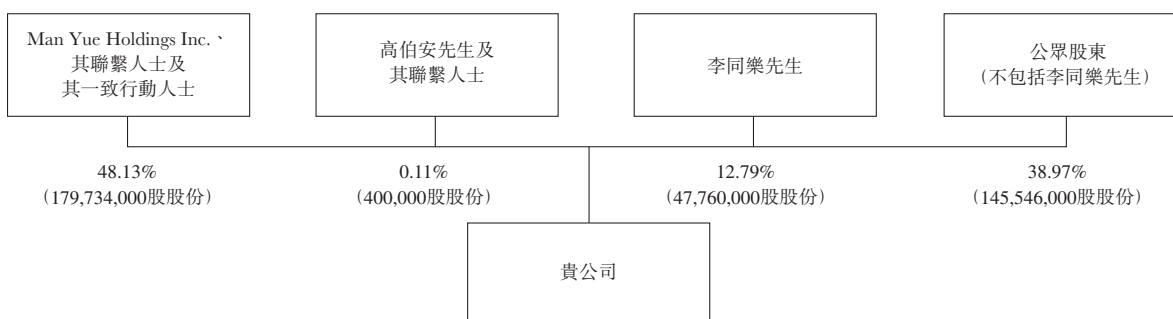 Man Yue Holdings Inc.、
其聯繫人士及
其一致行動人士
高伯安先生及
其聯繫人士
李同樂先生
公眾股東
(不包括李同樂先生)
48.13%
(179,734,000股股份)
0.11%
(400,000股股份)
12.79%
(47,760,000股股份)
38.97%
(145,546,000股股份)
貴公司